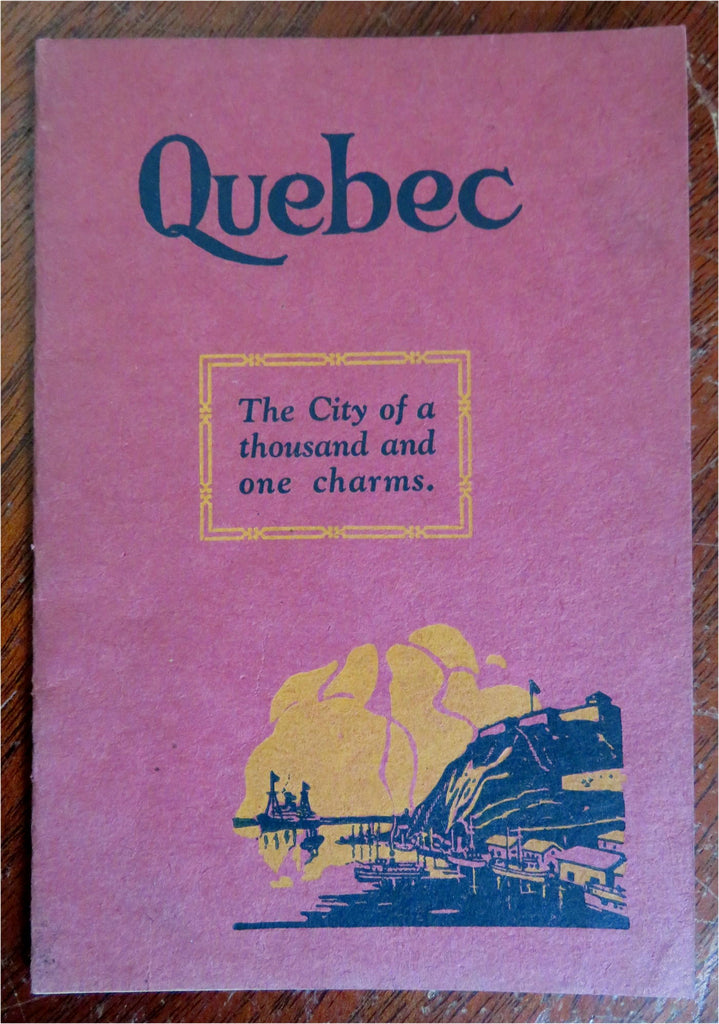 Quebec
The City of a
thousand and
one charms.